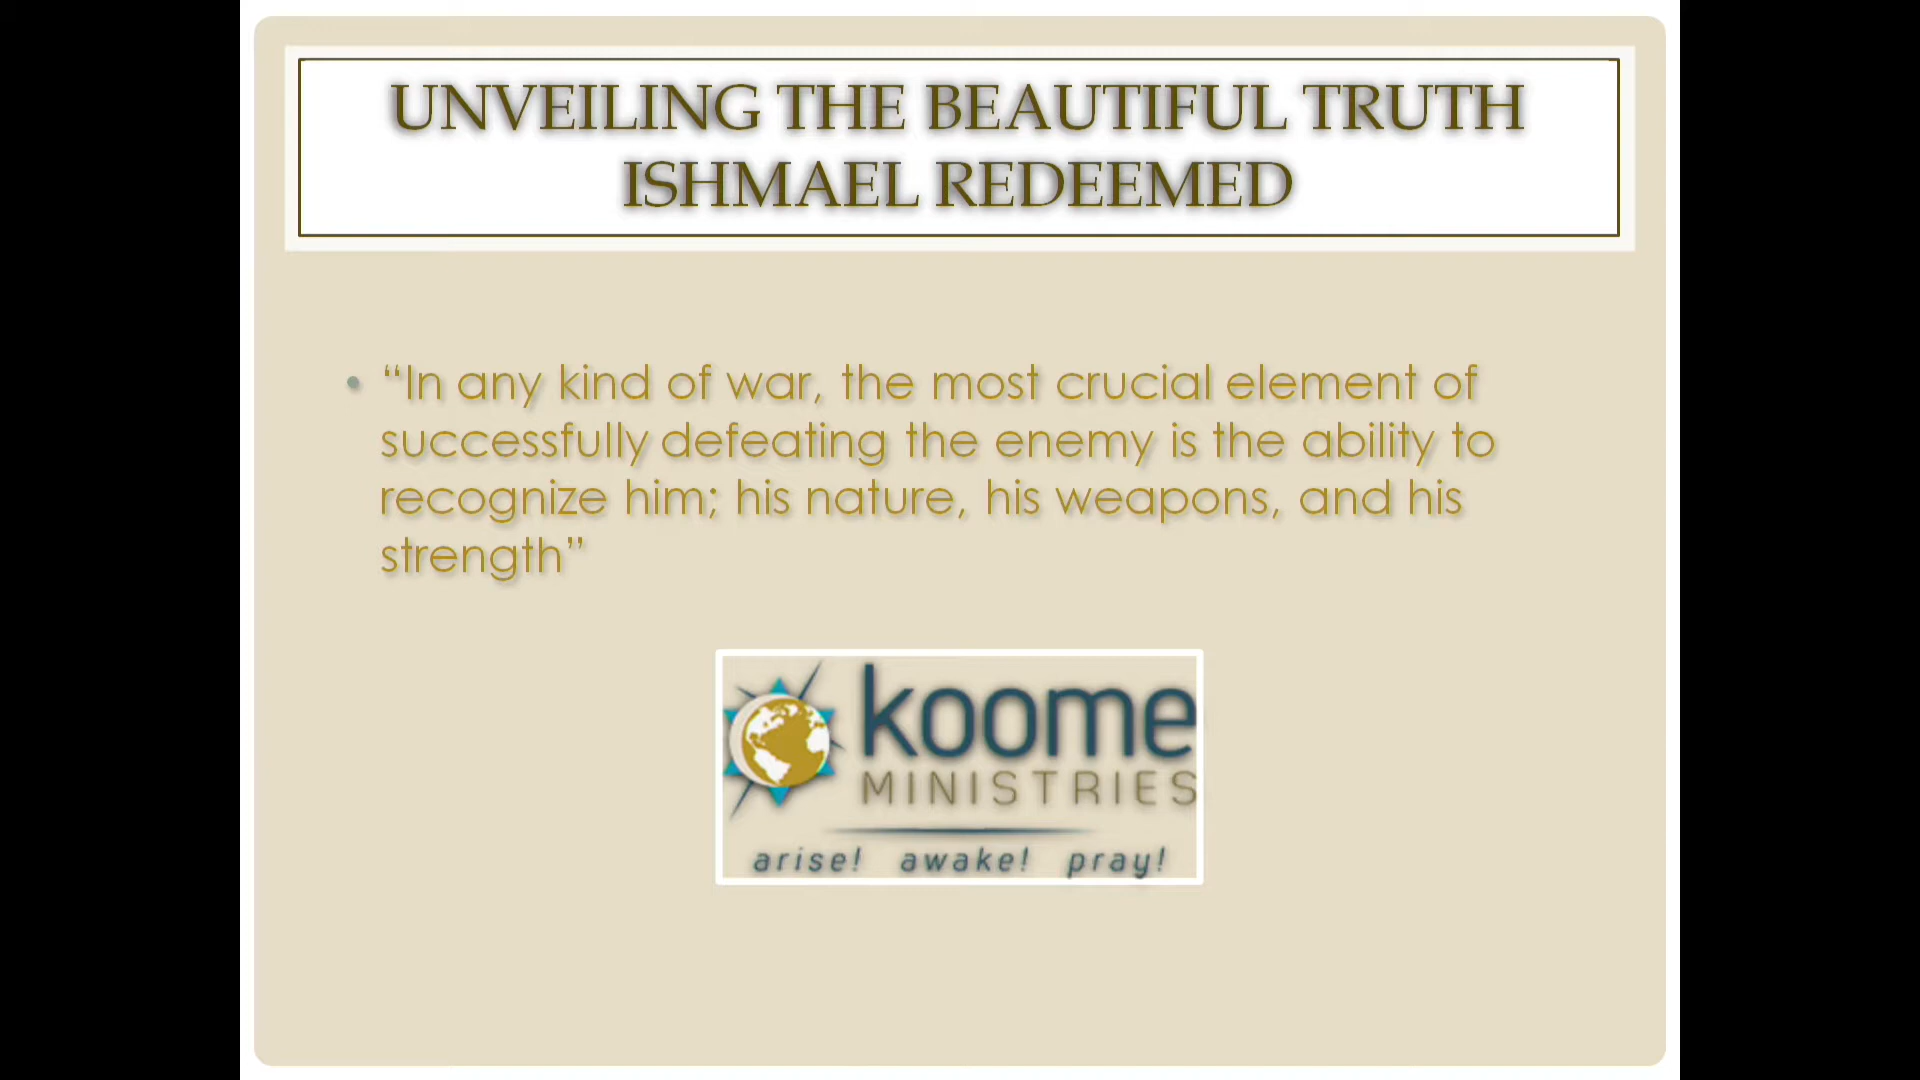 UNVEILING THE BEAUTIFUL TRUTH
ISHMAEL REDEEMED
• “In any kind of war, the most crucial element of
successfully defeating the enemy is the ability to
recognize him; his nature, his weapons, and his
strength”
koome
MINISTRIES
arise! awake! pray!